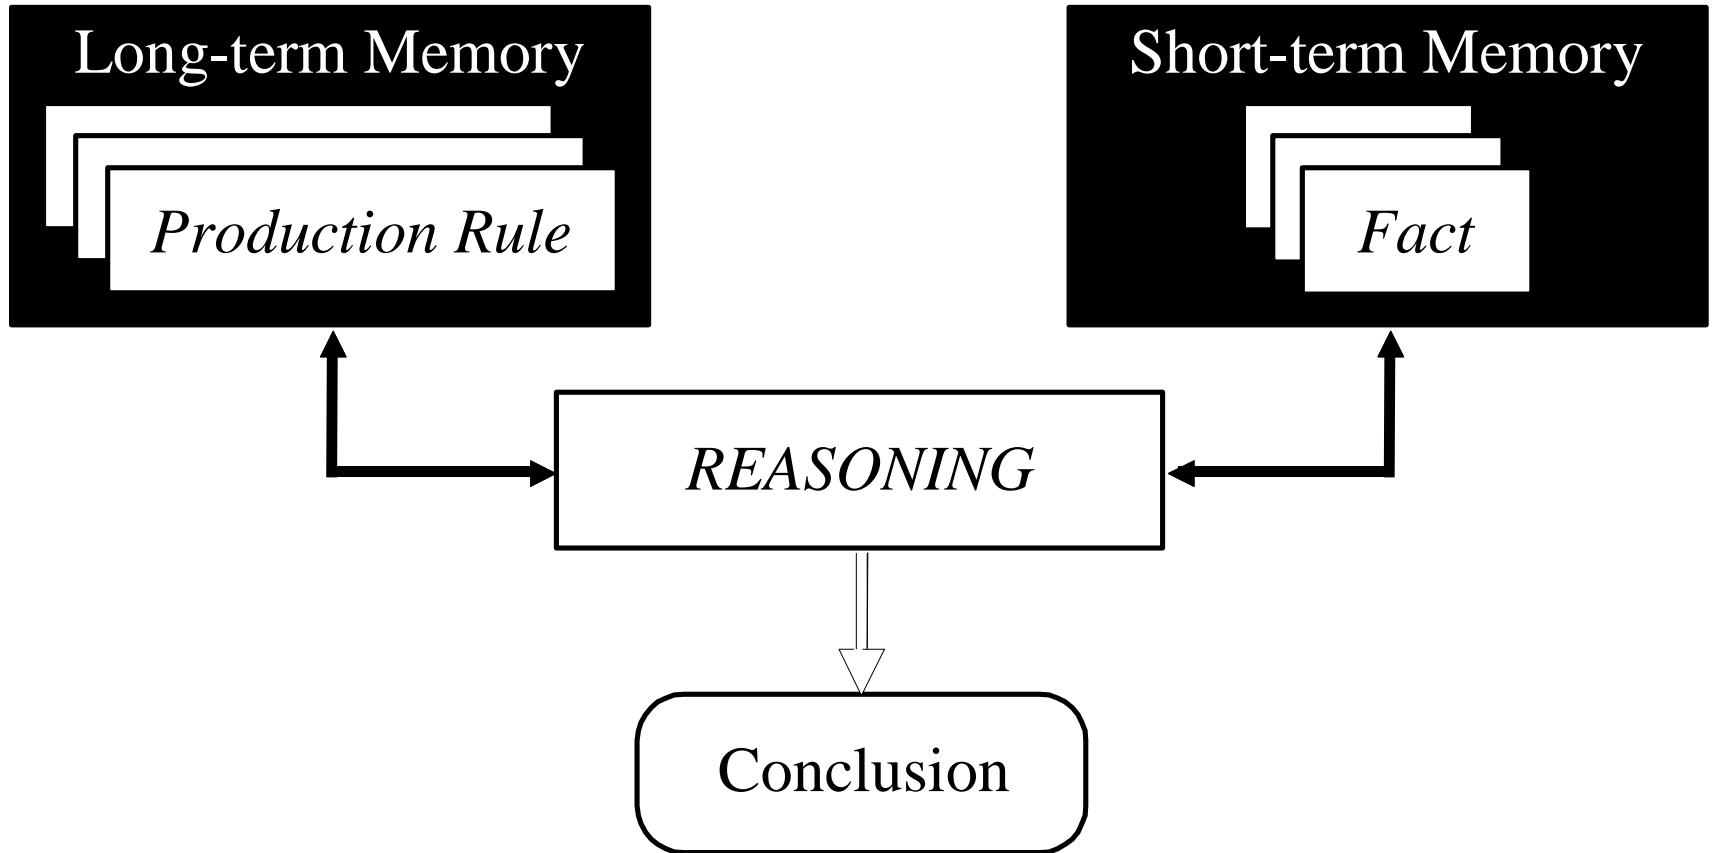 Long-term Memory
Short-term Memory
Production Rule
Fact
REASONING
Conclusion